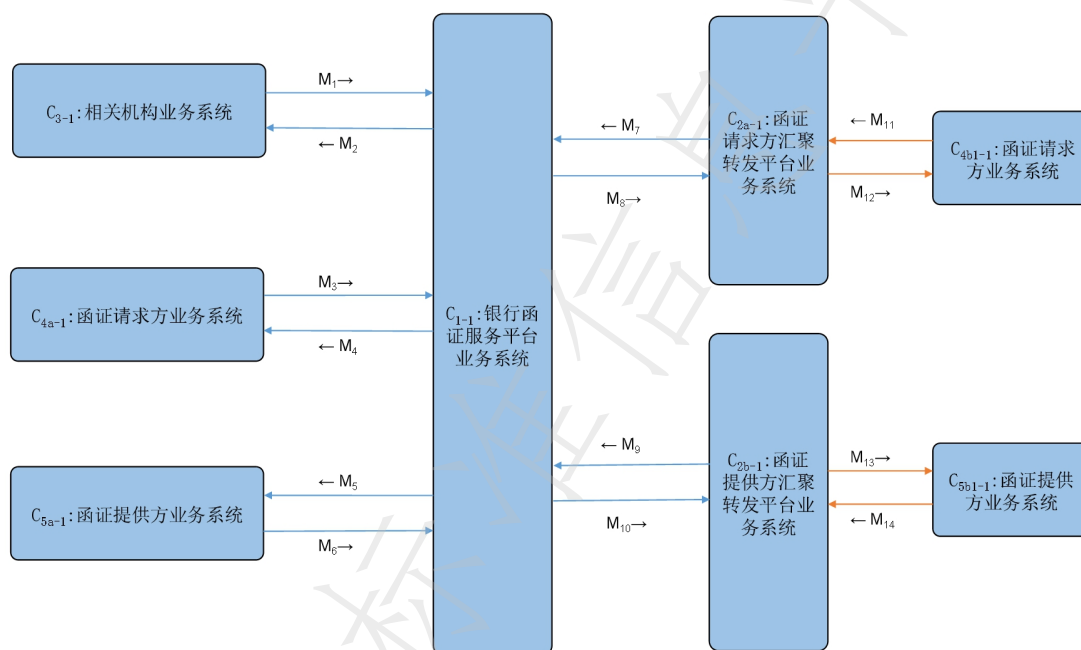 M₁→
C₃₋₁:相关机构业务系统
← M₂
M₃→
C₄ₐ₋₁:函证请求方业务系统
← M₄
← M₅
C₅ₐ₋₁:函证提供方业务系统
M₆→
C₁₋₁:银行函
证服务平台
业务系统
← M₇
M₈→
← M₉
M₁₀→
C₂ₐ₋₁:函证
请求方汇聚
转发平台业
务系统
C₂b₋₁:函证
提供方汇聚
转发平台业
务系统
← M₁₁
M₁₂→
M₁₃→
← M₁₄
C₄b₁₋₁:函证请求
方业务系统
C₅b₁₋₁:函证提供
方业务系统
标准信息平